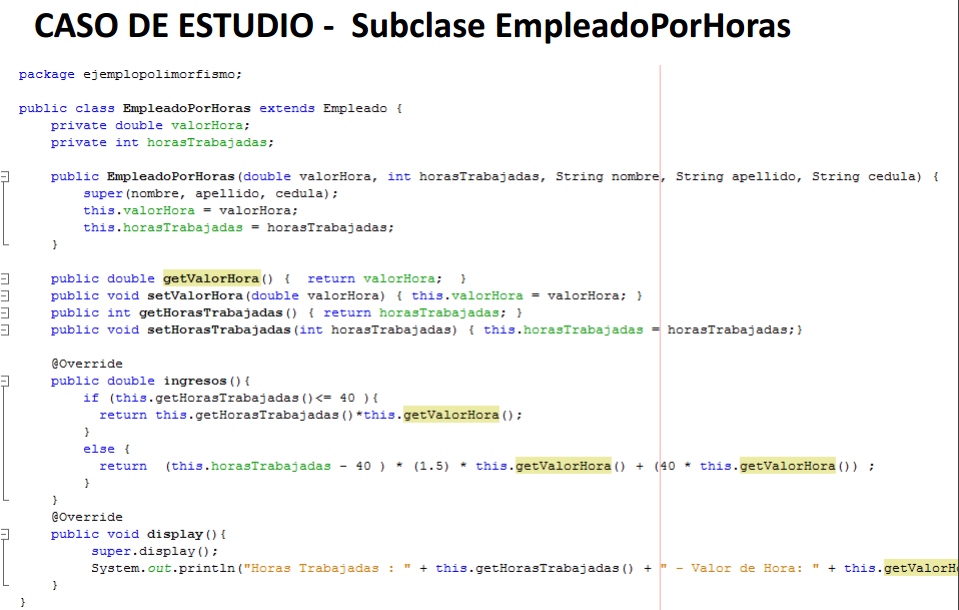 CASO DE ESTUDIO - Subclase EmpleadoPorHoras
package ejemplopolimorfismo;
public class EmpleadoPorHoras extends Empleado {
private double valorHora;
private int horasTrabajadas;
public EmpleadoPorHoras(double valorHora, int horasTrabajadas, String nombre, String apellido, String cedula) {
super(nombre, apellido, cedula);
this.valorHora = valorHora;
this.horasTrabajadas = horasTrabajadas;
}
public double getValorHora() {  return valorHora;  }
public void setValorHora(double valorHora) { this.valorHora = valorHora; }
public int getHorasTrabajadas() { return horasTrabajadas; }
public void setHorasTrabajadas(int horasTrabajadas) { this.horasTrabajadas = horasTrabajadas;}
@Override
public double ingresos(){
if (this.getHorasTrabajadas()<= 40 ){
return this.getHorasTrabajadas()*this.getValorHora();
}
else {
return  (this.horasTrabajadas - 40 ) * (1.5) * this.getValorHora() + (40 * this.getValorHora()) ;
}
}
@Override
public void display(){
super.display();
System.out.println("Horas Trabajadas : " + this.getHorasTrabajadas() + " - Valor de Hora: " + this.getValorH
}
}